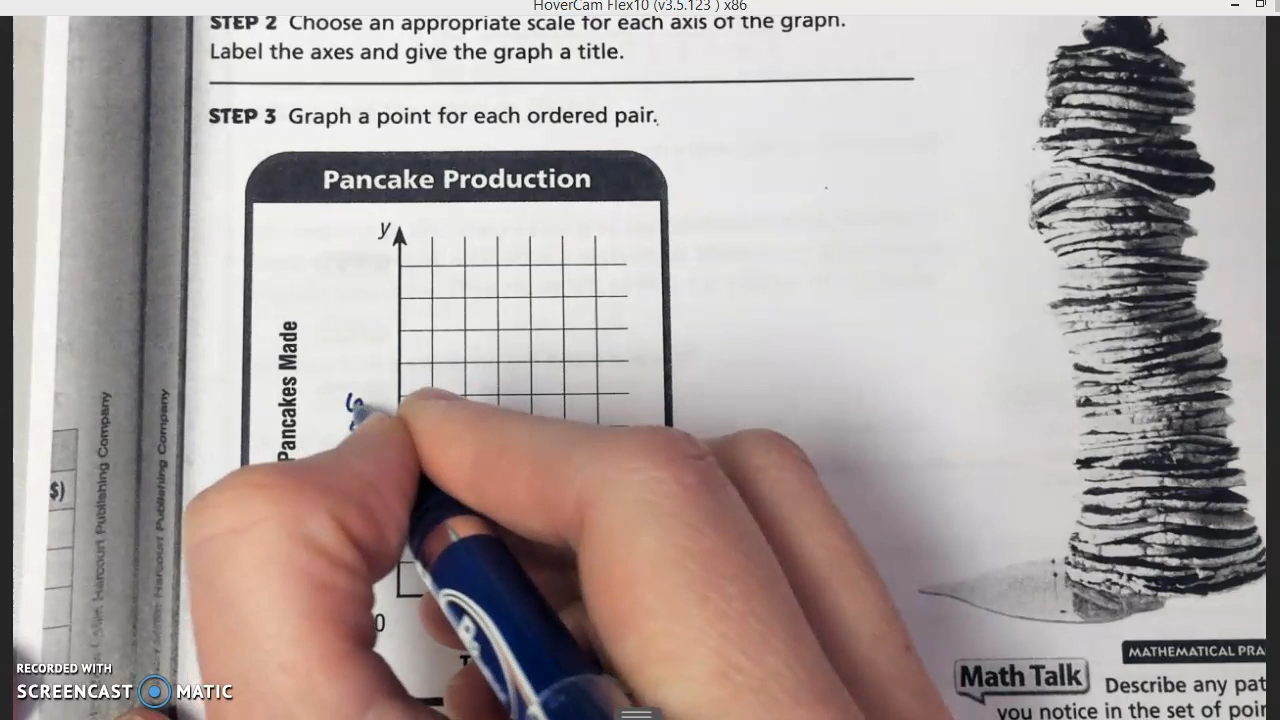 HoverCam Flex10 (v3.5.123 ) x86
STEP 2 Choose an appropriate scale for each axis of the graph.
Label the axes and give the graph a title.
STEP 3 Graph a point for each ordered pair.
Pancake Production
y
Pancakes Made
6
0
$)
Harcourt Publishing Company
Harcourt Publishing Company
MATHEMATICAL PRA
Math Talk
Describe any pat
you notice in the set of poin
RECORDED WITH
SCREENCAST MATIC